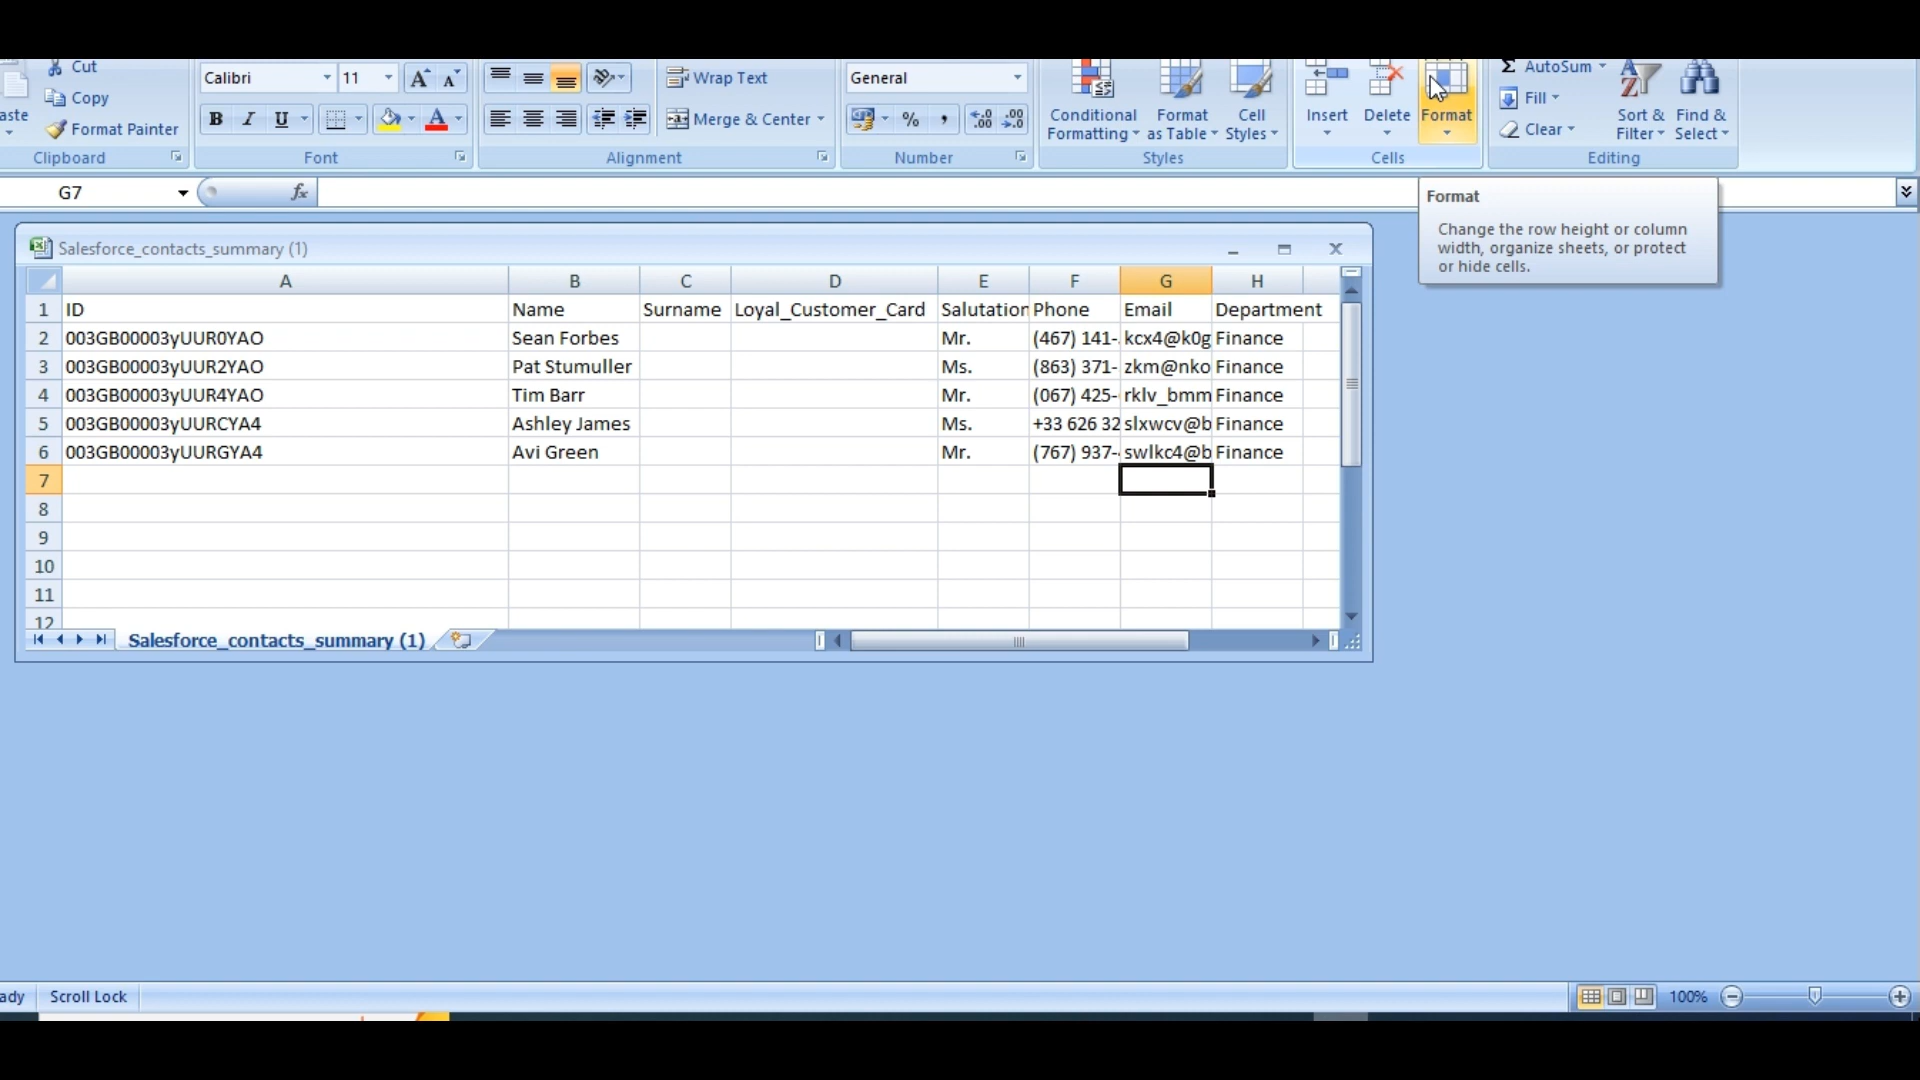 Cut
Calibri 11 Wrap Text General Σ AutoSum
Copy Conditional Format Cell Insert Delete Format Fill Sort & Find &
Format Painter B I U Merge & Center % , Formatting as Table Styles Clear Filter Select
Clipboard Font Alignment Number Styles Cells Editing
G7 fx
Format
Change the row height or column
width, organize sheets, or protect
or hide cells.
Salesforce_contacts_summary (1)
A B C D E F G H
1 ID Name Surname Loyal_Customer_Card Salutation Phone Email Department
2 003GB00003yUUR0YAO Sean Forbes Mr. (467) 141- kcx4@k0g Finance
3 003GB00003yUUR2YAO Pat Stumuller Ms. (863) 371- zkm@nko Finance
4 003GB00003yUUR4YAO Tim Barr Mr. (067) 425- rklv_bmm Finance
5 003GB00003yUURCYA4 Ashley James Ms. +33 626 32 slxwcv@b Finance
6 003GB00003yUURGYA4 Avi Green Mr. (767) 937- swlkc4@b Finance
7
8
9
10
11
12
Salesforce_contacts_summary (1)
ady Scroll Lock 100%